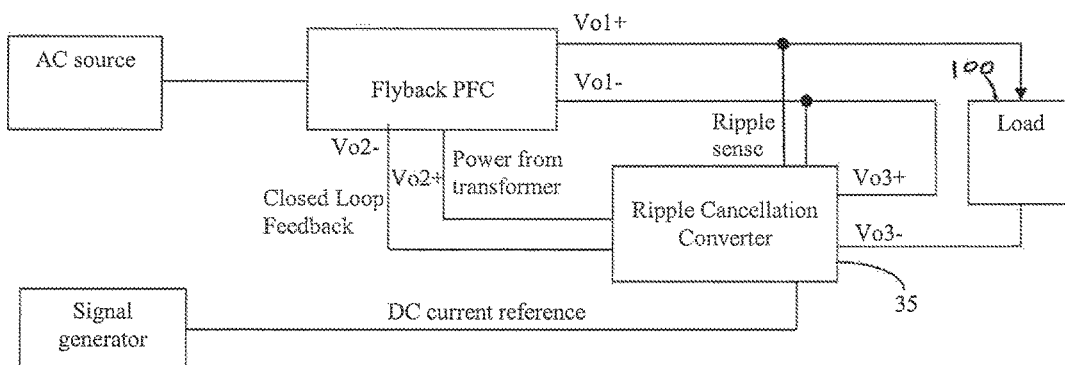 Vo1+
AC source
Flyback PFC
100
Vo1-
Load
Ripple
sense
Vo2-
Vo2+
Power from
transformer
Vo3+
Closed Loop
Feedback
Ripple Cancellation
Converter
Vo3-
35
Signal
generator
DC current reference